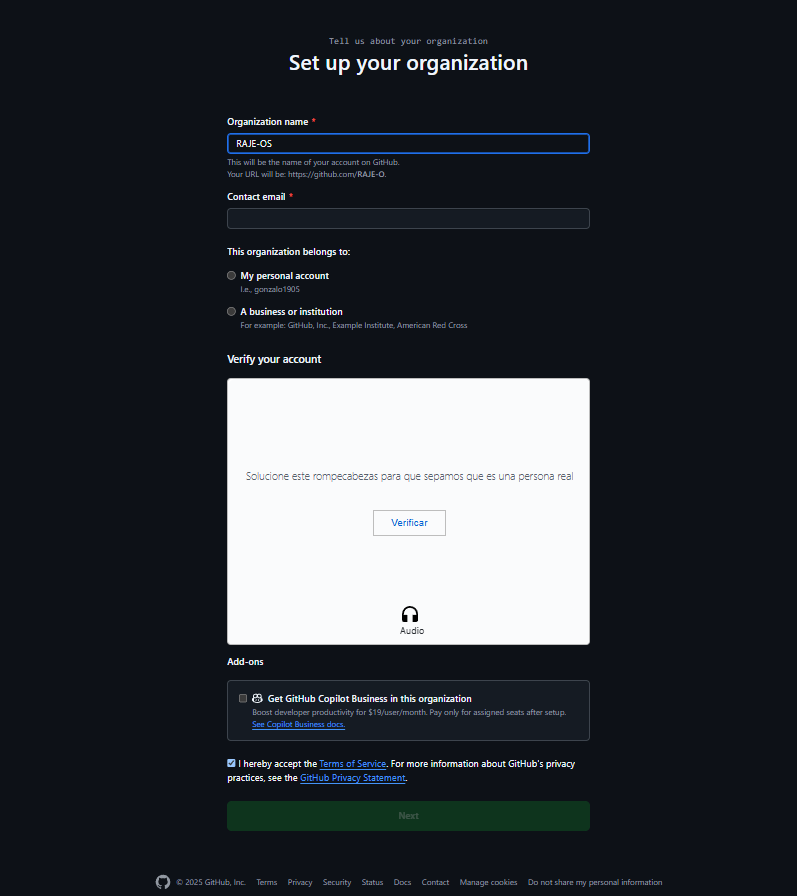 Tell us about your organization
Set up your organization
Organization name *
RAJE-OS
This will be the name of your account on GitHub.
Your URL will be: https://github.com/RAJE-O.
Contact email *
This organization belongs to:
My personal account
I.e., gonzalo1905
A business or institution
For example: GitHub, Inc., Example Institute, American Red Cross
Verify your account
Solucione este rompecabezas para que sepamos que es una persona real
Verificar
Audio
Add-ons
Get GitHub Copilot Business in this organization
Boost developer productivity for $19/user/month. Pay only for assigned seats after setup.
See Copilot Business docs.
I hereby accept the Terms of Service. For more information about GitHub's privacy
practices, see the GitHub Privacy Statement.
Next
© 2025 GitHub, Inc. Terms Privacy Security Status Docs Contact Manage cookies Do not share my personal information